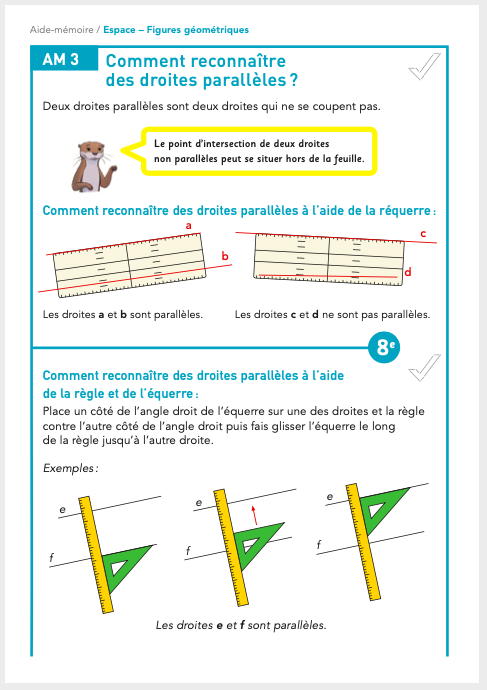 Aide-mémoire / Espace – Figures géométriques
AM 3
Comment reconnaître
des droites parallèles ?
Deux droites parallèles sont deux droites qui ne se coupent pas.
Le point d'intersection de deux droites
non parallèles peut se situer hors de la feuille.
Comment reconnaître des droites parallèles à l'aide de la réquerre :
a
b
c
d
Les droites a et b sont parallèles.
Les droites c et d ne sont pas parallèles.
8e
Comment reconnaître des droites parallèles à l'aide
de la règle et de l'équerre :
Place un côté de l'angle droit de l'équerre sur une des droites et la règle
contre l'autre côté de l'angle droit puis fais glisser l'équerre le long
de la règle jusqu'à l'autre droite.
Exemples :
e
f
e
f
e
f
Les droites e et f sont parallèles.